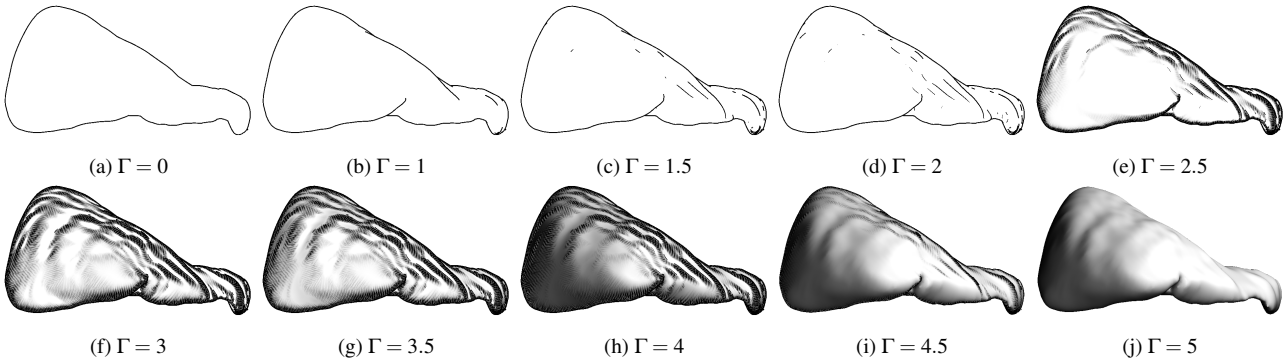 (a) Γ = 0
(b) Γ = 1
(c) Γ = 1.5
(d) Γ = 2
(e) Γ = 2.5
(f) Γ = 3
(g) Γ = 3.5
(h) Γ = 4
(i) Γ = 4.5
(j) Γ = 5